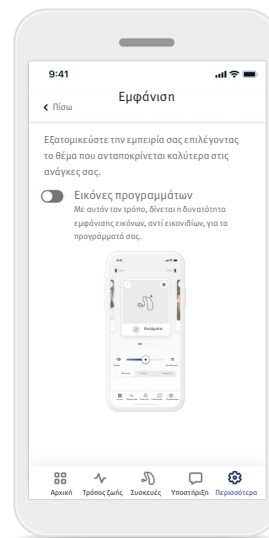 9:41
Πίσω
Εμφάνιση
Εξατομικεύστε την εμπειρία σας επιλέγοντας
το θέμα που ανταποκρίνεται καλύτερα στις
ανάγκες σας.
Εικόνες προγραμμάτων
Με αυτόν τον τρόπο, δίνεται η δυνατότητα
εμφάνισης εικόνων, αντί εικονιδίων, για τα
προγράμματά σας.
Αυτόματο
Αρχική Τρόπος ζωής Συσκευές Υποστήριξη Περισσότερα